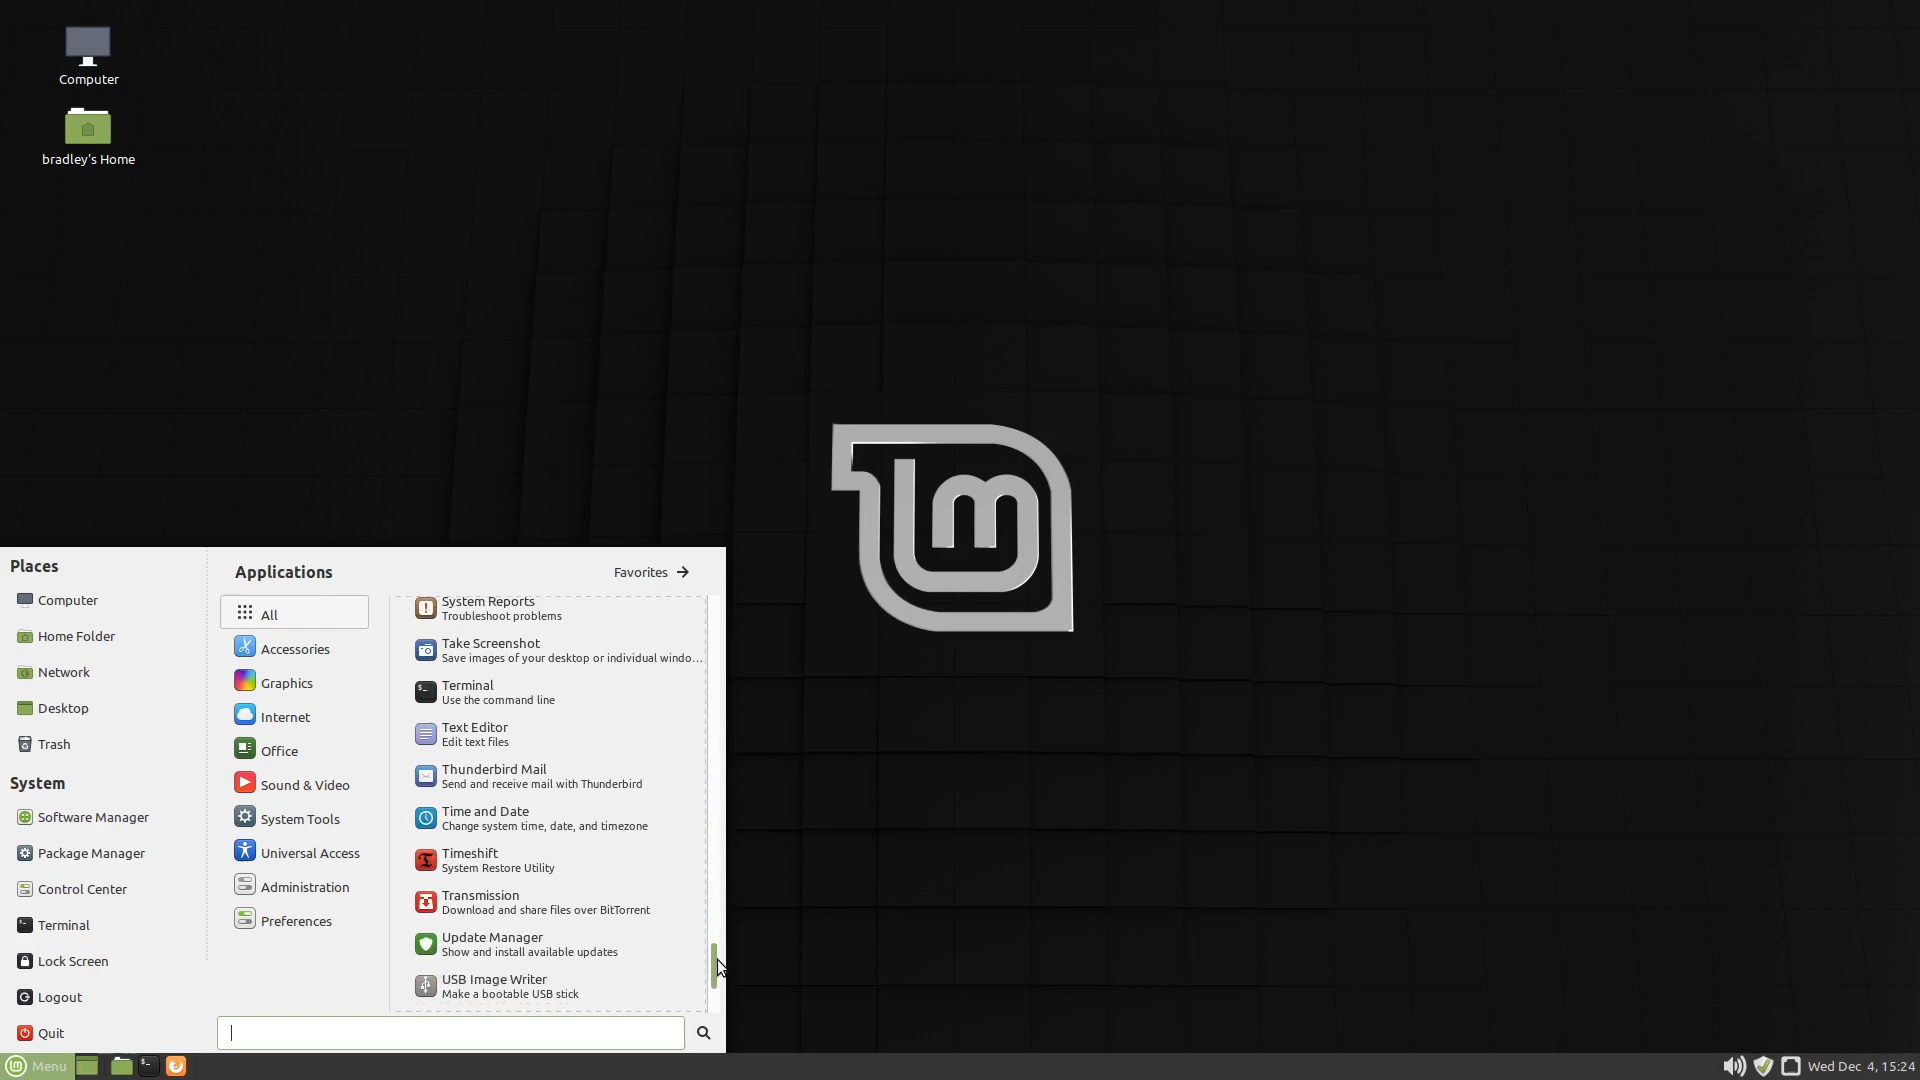 Computer
bradley's Home
Places
Computer
Home Folder
Network
Desktop
Trash
System
Software Manager
Package Manager
Control Center
Terminal
Lock Screen
Logout
Quit
Applications
Favorites
All
Accessories
Graphics
Internet
Office
Sound & Video
System Tools
Universal Access
Administration
Preferences
System Reports
Troubleshoot problems
Take Screenshot
Save images of your desktop or individual windo...
Terminal
Use the command line
Text Editor
Edit text files
Thunderbird Mail
Send and receive mail with Thunderbird
Time and Date
Change system time, date, and timezone
Timeshift
System Restore Utility
Transmission
Download and share files over BitTorrent
Update Manager
Show and install available updates
USB Image Writer
Make a bootable USB stick
lm
Menu
Wed Dec 4, 15:24